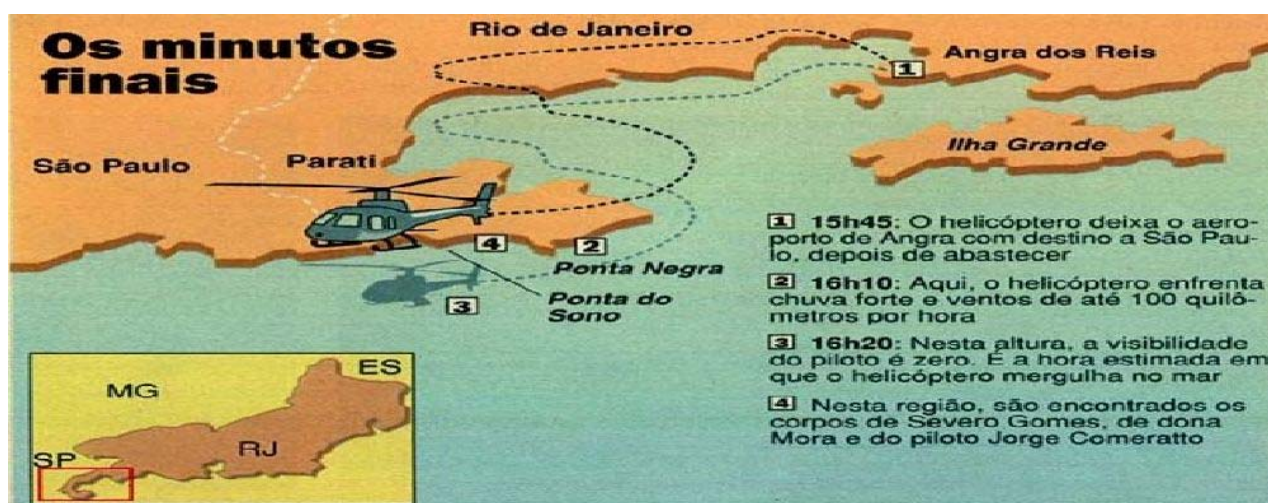 Os minutos
finais
Rio de Janeiro
Angra dos Reis
1
Ilha Grande
São Paulo
Parati
4
2
Ponta Negra
3
Ponta do
Sono
1 15h45: O helicóptero deixa o aero-
porto de Angra com destino a São Pau-
lo, depois de abastecer
2 16h10: Aqui, o helicóptero enfrenta
chuva forte e ventos de até 100 quilô-
metros por hora
3 16h20: Nesta altura, a visibilidade
do piloto é zero. É a hora estimada em
que o helicóptero mergulha no mar
4 Nesta região, são encontrados os
corpos de Severo Gomes, de dona
Mora e do piloto Jorge Comeratto
ES
MG
RJ
SP